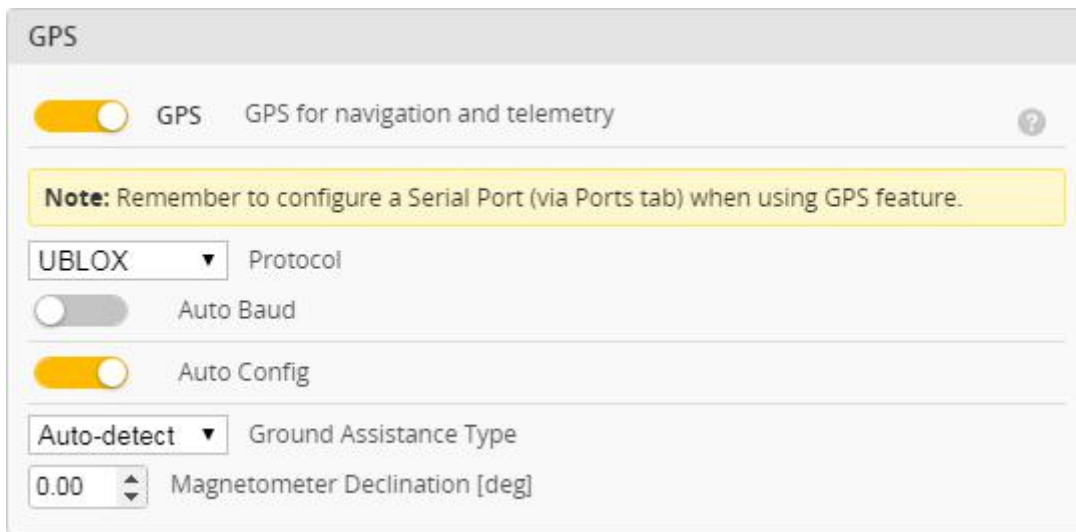 GPS
GPS GPS for navigation and telemetry
?
Note: Remember to configure a Serial Port (via Ports tab) when using GPS feature.
UBLOX Protocol
Auto Baud
Auto Config
Auto-detect Ground Assistance Type
0.00 Magnetometer Declination [deg]